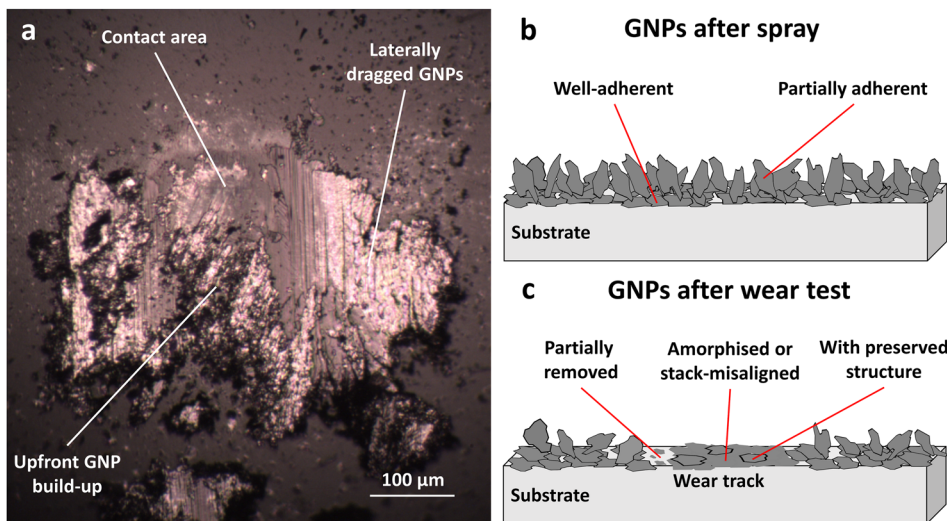 a
Contact area
Laterally
dragged GNPs
Upfront GNP
build-up
100 µm
b
GNPs after spray
Well-adherent
Partially adherent
Substrate
c
GNPs after wear test
Partially
removed
Amorphised or
stack-misaligned
With preserved
structure
Wear track
Substrate